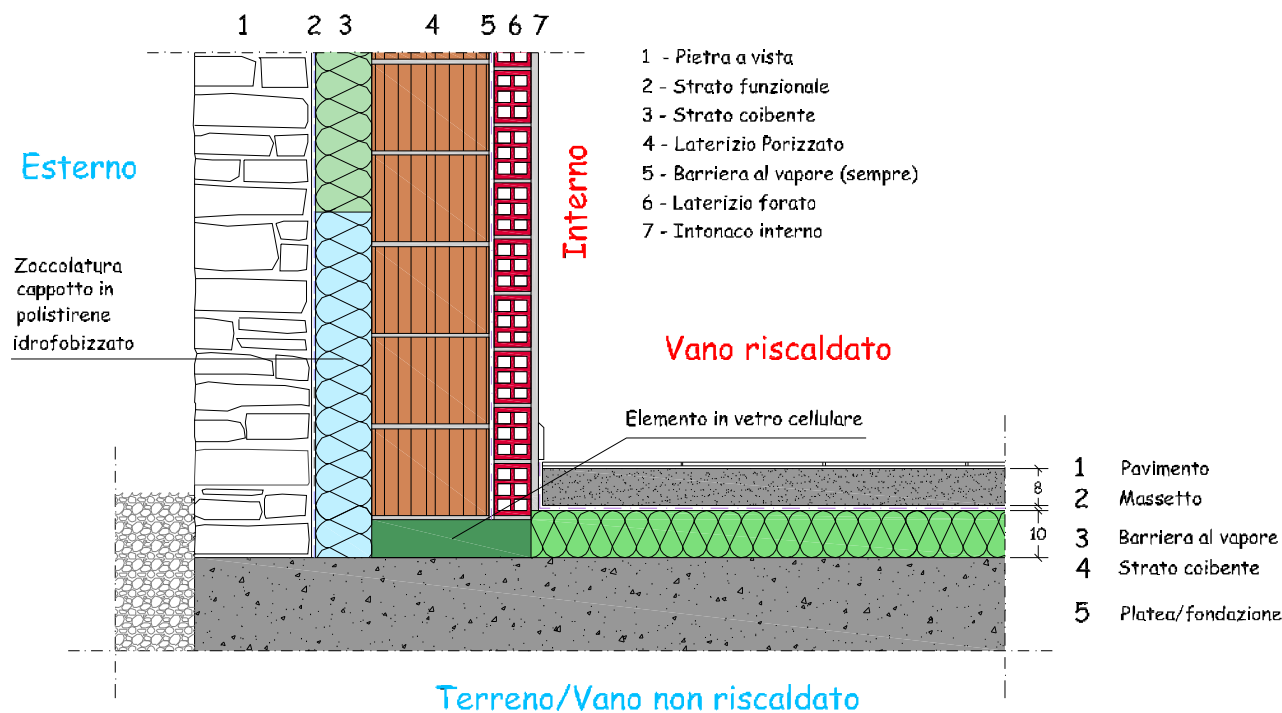 1 2 3 4 5 6 7
1 - Pietra a vista
2 - Strato funzionale
3 - Strato coibente
4 - Laterizio Porizzato
5 - Barriera al vapore (sempre)
6 - Laterizio forato
7 - Intonaco interno
Esterno
Interno
Zoccolatura
cappotto in
polistirene
idrofobizzato
Vano riscaldato
Elemento in vetro cellulare
8
10
1 Pavimento
2 Massetto
3 Barriera al vapore
4 Strato coibente
5 Platea/fondazione
Terreno/Vano non riscaldato